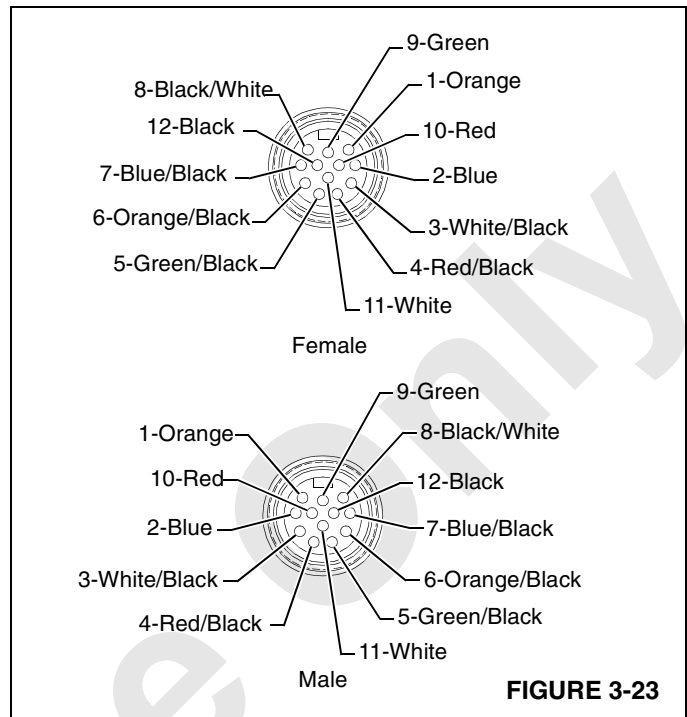 9-Green
8-Black/White
1-Orange
12-Black
10-Red
7-Blue/Black
2-Blue
6-Orange/Black
3-White/Black
5-Green/Black
4-Red/Black
11-White
Female
9-Green
1-Orange
8-Black/White
10-Red
12-Black
2-Blue
7-Blue/Black
3-White/Black
6-Orange/Black
4-Red/Black
5-Green/Black
11-White
Male
FIGURE 3-23
e Only